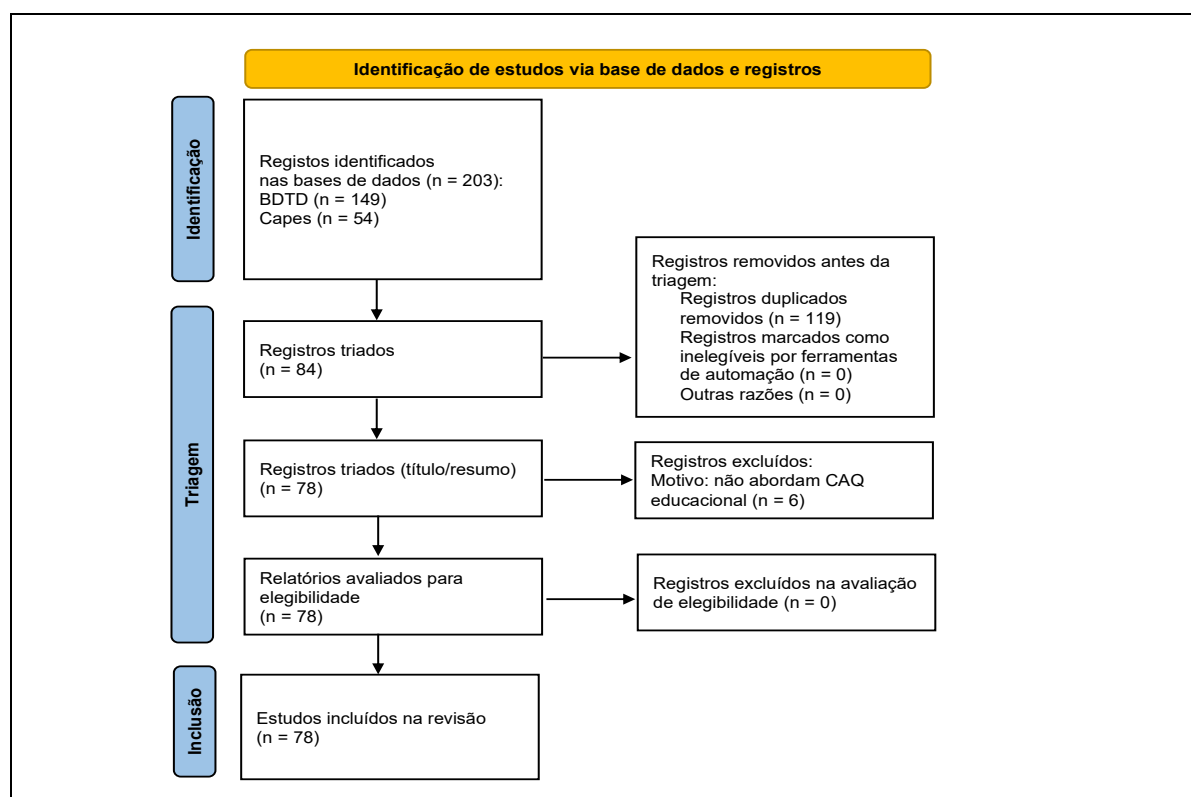 Identificação de estudos via base de dados e registros
Identificação
Registos identificados
nas bases de dados (n = 203):
BDTD (n = 149)
Capes (n = 54)
Registros removidos antes da
triagem:
Registros duplicados
removidos (n = 119)
Registros marcados como
inelegíveis por ferramentas
de automação (n = 0)
Outras razões (n = 0)
Triagem
Registros triados
(n = 84)
Registros triados (título/resumo)
(n = 78)
Registros excluídos:
Motivo: não abordam CAQ
educacional (n = 6)
Relatórios avaliados para
elegibilidade
(n = 78)
Registros excluídos na avaliação
de elegibilidade (n = 0)
Inclusão
Estudos incluídos na revisão
(n = 78)